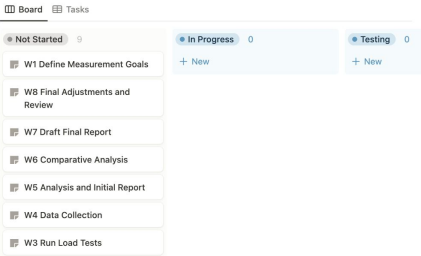 Board Tasks
Not Started 9
W1 Define Measurement Goals
W8 Final Adjustments and
Review
W7 Draft Final Report
W6 Comparative Analysis
W5 Analysis and Initial Report
W4 Data Collection
W3 Run Load Tests
In Progress 0
+ New
Testing 0
+ New